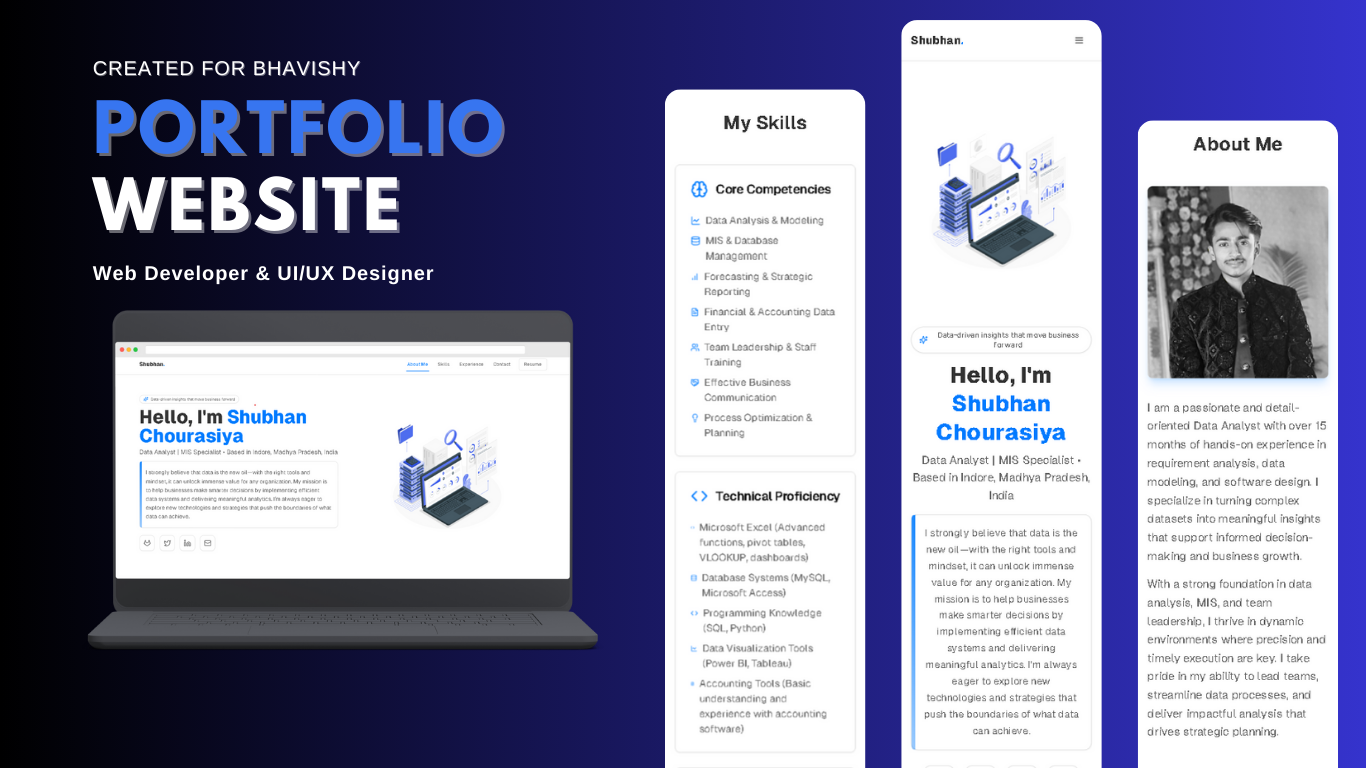 CREATED FOR BHAVISHY
PORTFOLIO
WEBSITE
Web Developer & UI/UX Designer
Shubhan.
About Me
Skills
Experience
Contact
Resume
Data-driven insights that move business forward
Hello, I'm Shubhan
Chourasiya
Data Analyst | MIS Specialist • Based in Indore, Madhya Pradesh, India
I strongly believe that data is the new oil—with the right tools and
mindset, it can unlock immense value for any organization. My mission is
to help businesses make smarter decisions by implementing efficient
data systems and delivering meaningful analytics. I'm always eager to
explore new technologies and strategies that push the boundaries of what
data can achieve.
My Skills
Core Competencies
Data Analysis & Modeling
MIS & Database
Management
Forecasting & Strategic
Reporting
Financial & Accounting Data
Entry
Team Leadership & Staff
Training
Effective Business
Communication
Process Optimization &
Planning
Technical Proficiency
Microsoft Excel (Advanced
functions, pivot tables,
VLOOKUP, dashboards)
Database Systems (MySQL,
Microsoft Access)
Programming Knowledge
(SQL, Python)
Data Visualization Tools
(Power BI, Tableau)
Accounting Tools (Basic
understanding and
experience with accounting
software)
Shubhan.
Data-driven insights that move business
forward
Hello, I'm
Shubhan
Chourasiya
Data Analyst | MIS Specialist •
Based in Indore, Madhya Pradesh,
India
I strongly believe that data is the
new oil—with the right tools and
mindset, it can unlock immense
value for any organization. My
mission is to help businesses
make smarter decisions by
implementing efficient data
systems and delivering
meaningful analytics. I'm always
eager to explore new
technologies and strategies that
push the boundaries of what data
can achieve.
About Me
I am a passionate and detail-
oriented Data Analyst with over 15
months of hands-on experience in
requirement analysis, data
modeling, and software design. I
specialize in turning complex
datasets into meaningful insights
that support informed decision-
making and business growth.
With a strong foundation in data
analysis, MIS, and team
leadership, I thrive in dynamic
environments where precision and
timely execution are key. I take
pride in my ability to lead teams,
streamline data processes, and
deliver impactful analysis that
drives strategic planning.